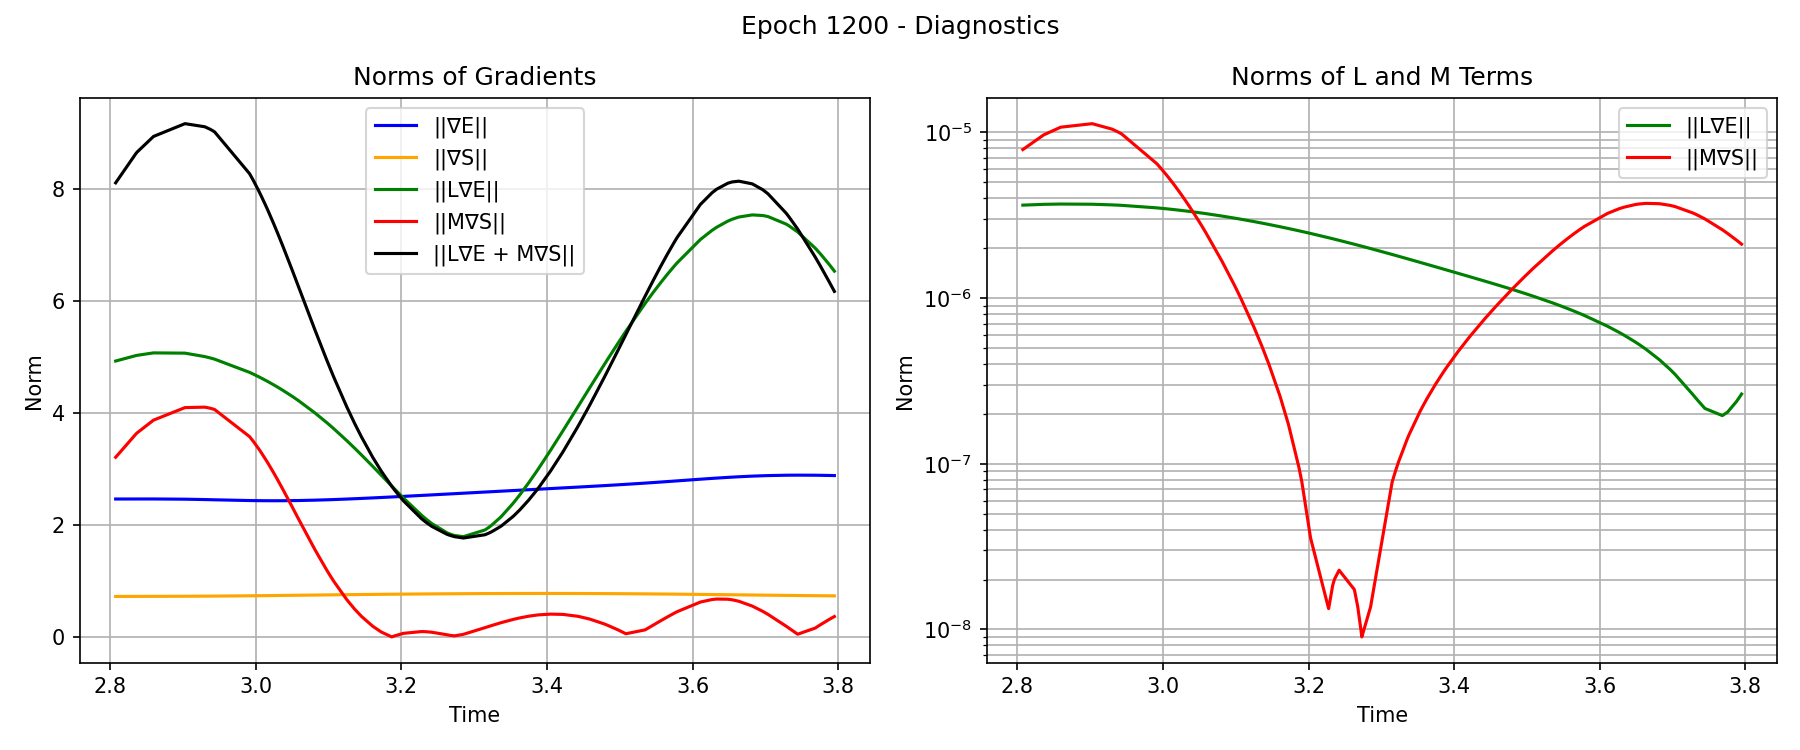 Epoch 1200 - Diagnostics
Norms of Gradients
||∇E||
||∇S||
||L∇E||
||M∇S||
||L∇E + M∇S||
Norm
8
6
4
2
0
2.8 3.0 3.2 3.4 3.6 3.8
Time
Norms of L and M Terms
||L∇E||
||M∇S||
Norm
10⁻⁵
10⁻⁶
10⁻⁷
10⁻⁸
2.8 3.0 3.2 3.4 3.6 3.8
Time